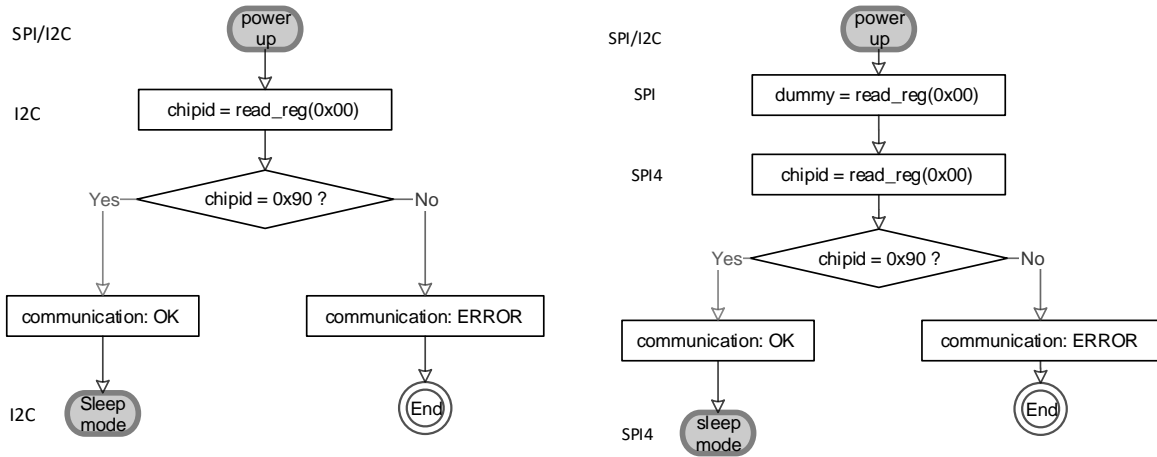 SPI/I2C
power
up
I2C
chipid = read_reg(0x00)
chipid = 0x90 ?
Yes
No
communication: OK
communication: ERROR
I2C
Sleep
mode
End
SPI/I2C
power
up
SPI
dummy = read_reg(0x00)
SPI4
chipid = read_reg(0x00)
chipid = 0x90 ?
Yes
No
communication: OK
communication: ERROR
SPI4
sleep
mode
End